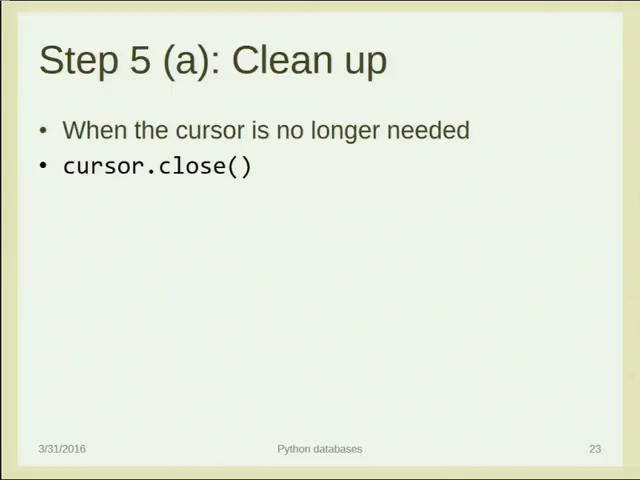 Step 5 (a): Clean up
• When the cursor is no longer needed
• cursor.close()
3/31/2016 Python databases 23